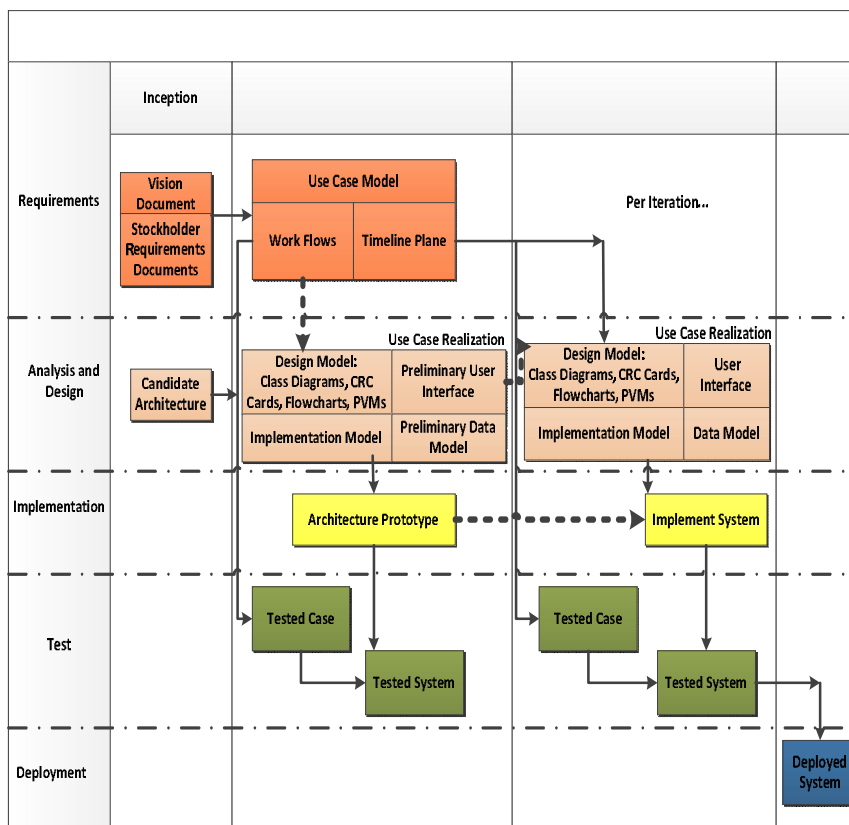 Inception
Requirements
Vision
Document
Stockholder
Requirements
Documents
Use Case Model
Work Flows
Timeline Plane
Per Iteration...
Analysis and
Design
Candidate
Architecture
Use Case Realization
Design Model:
Class Diagrams, CRC
Cards, Flowcharts, PVMs
Preliminary User
Interface
Implementation Model
Preliminary Data
Model
Use Case Realization
Design Model:
Class Diagrams, CRC Cards,
Flowcharts, PVMs
User
Interface
Implementation Model
Data Model
Implementation
Architecture Prototype
Implement System
Test
Tested Case
Tested System
Tested Case
Tested System
Deployment
Deployed
System